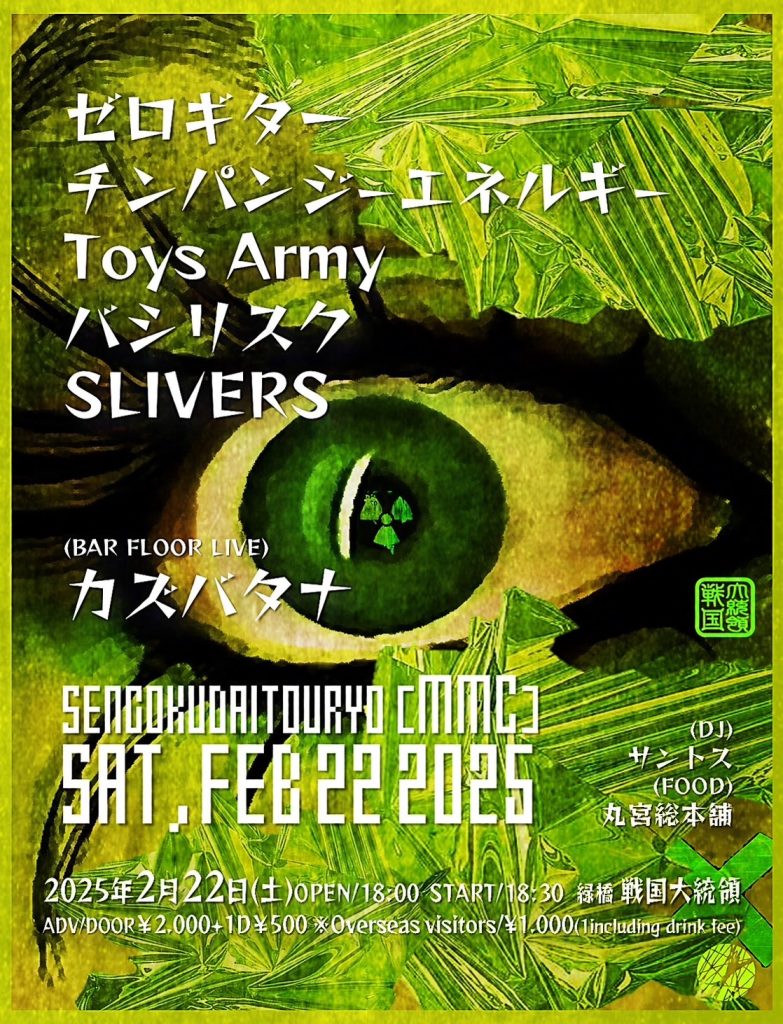 ゼロギター
チンパンジーエネルギー
Toys Army
バシリスク
SLIVERS
(BAR FLOOR LIVE)
カズバタナ
戦国大統領
SENGOKUDAITOURYO [MMC]
SAT, FEB 22 2025
(DJ)
サントス
(FOOD)
丸宮総本舗
2025年2月22日(土)OPEN/18:00 START/18:30 緑橋 戦国大統領
ADV/DOOR¥2,000+1D¥500 ※Overseas visitors/¥1,000(1including drink fee)